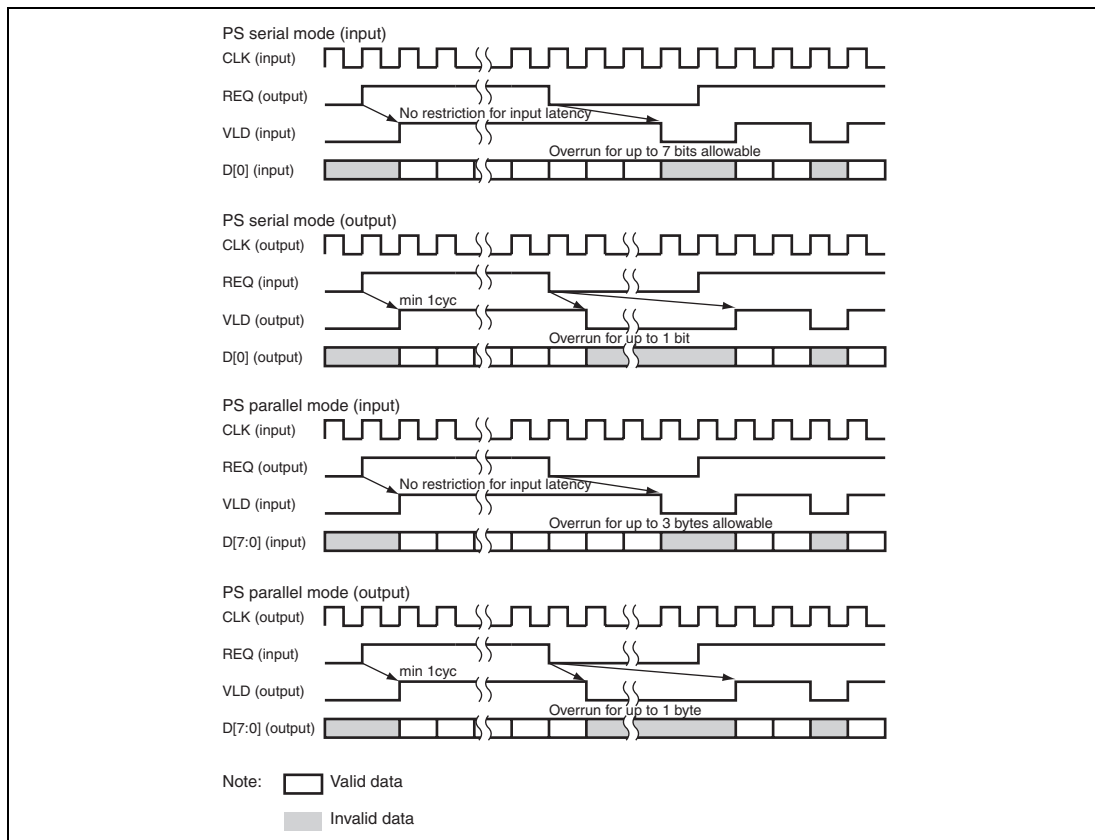 PS serial mode (input)
CLK (input)
REQ (output)
No restriction for input latency
VLD (input)
Overrun for up to 7 bits allowable
D[0] (input)
PS serial mode (output)
CLK (output)
REQ (input)
min 1cyc
VLD (output)
Overrun for up to 1 bit
D[0] (output)
PS parallel mode (input)
CLK (input)
REQ (output)
No restriction for input latency
VLD (input)
Overrun for up to 3 bytes allowable
D[7:0] (input)
PS parallel mode (output)
CLK (output)
REQ (input)
min 1cyc
VLD (output)
Overrun for up to 1 byte
D[7:0] (output)
Note: Valid data
Invalid data